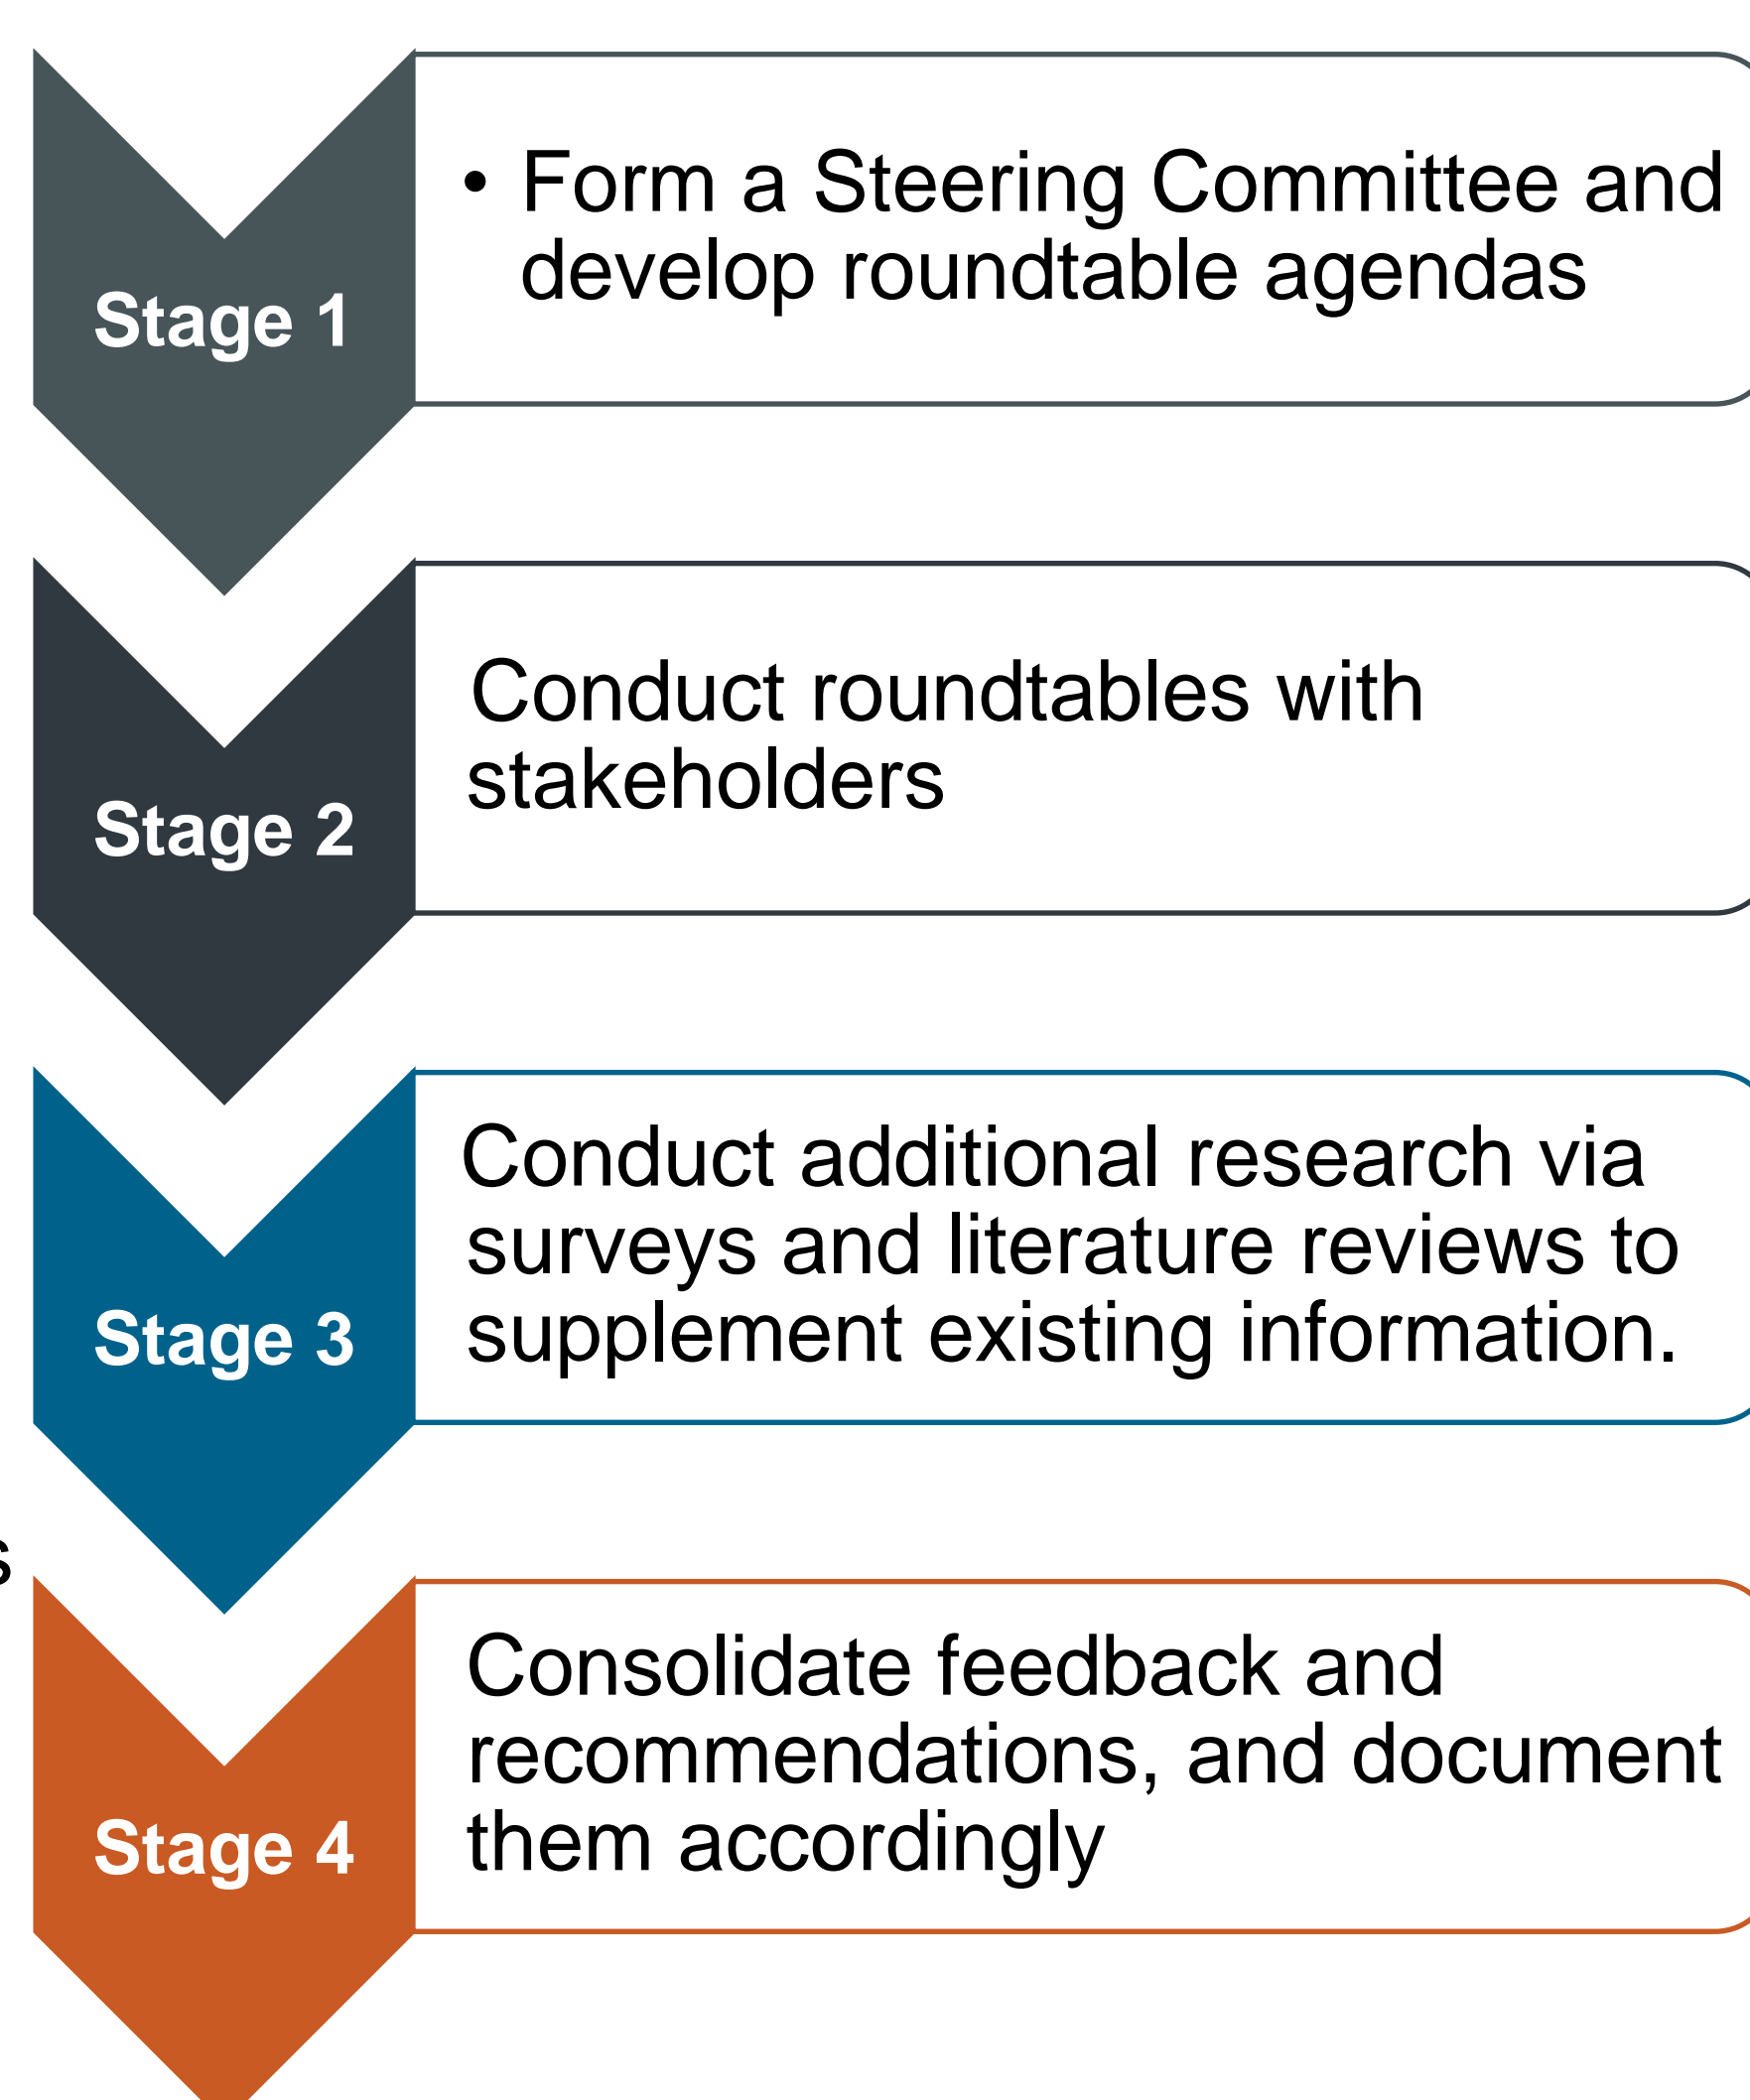 Stage 1
• Form a Steering Committee and
develop roundtable agendas
Stage 2
Conduct roundtables with
stakeholders
Stage 3
Conduct additional research via
surveys and literature reviews to
supplement existing information.
s
Stage 4
Consolidate feedback and
recommendations, and document
them accordingly